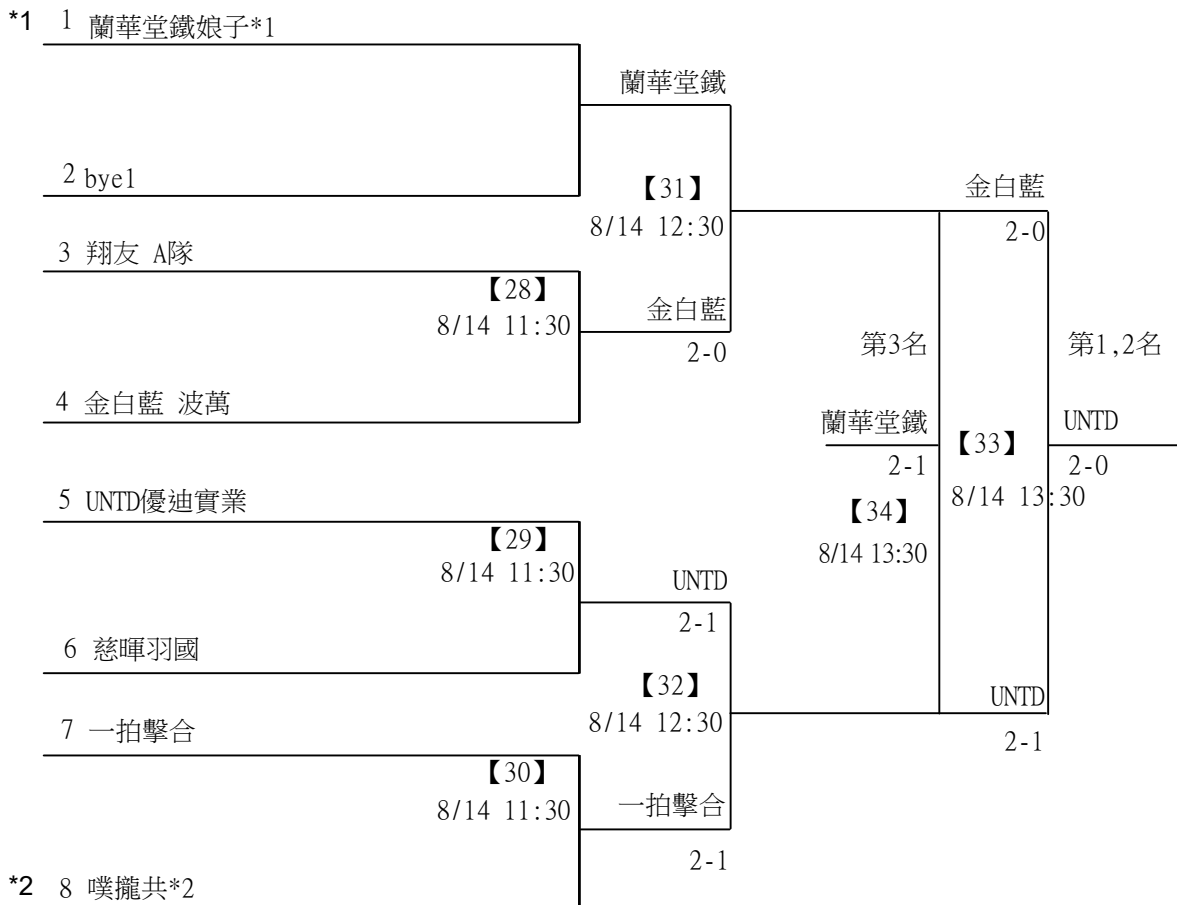 *1 1 蘭華堂鐵娘子*1
蘭華堂鐵
2 bye1
【31】
8/14 12:30
金白藍
2-0
3 翔友 A隊
【28】
8/14 11:30
金白藍
2-0
第3名
第1,2名
4 金白藍 波萬
蘭華堂鐵
2-1
【33】
8/14 13:30
UNTD
2-0
5 UNTD優迪實業
【34】
8/14 13:30
【29】
8/14 11:30
UNTD
2-1
6 慈暉羽國
【32】
8/14 12:30
UNTD
2-1
7 一拍擊合
【30】
8/14 11:30
一拍擊合
2-1
*2 8 噗攏共*2